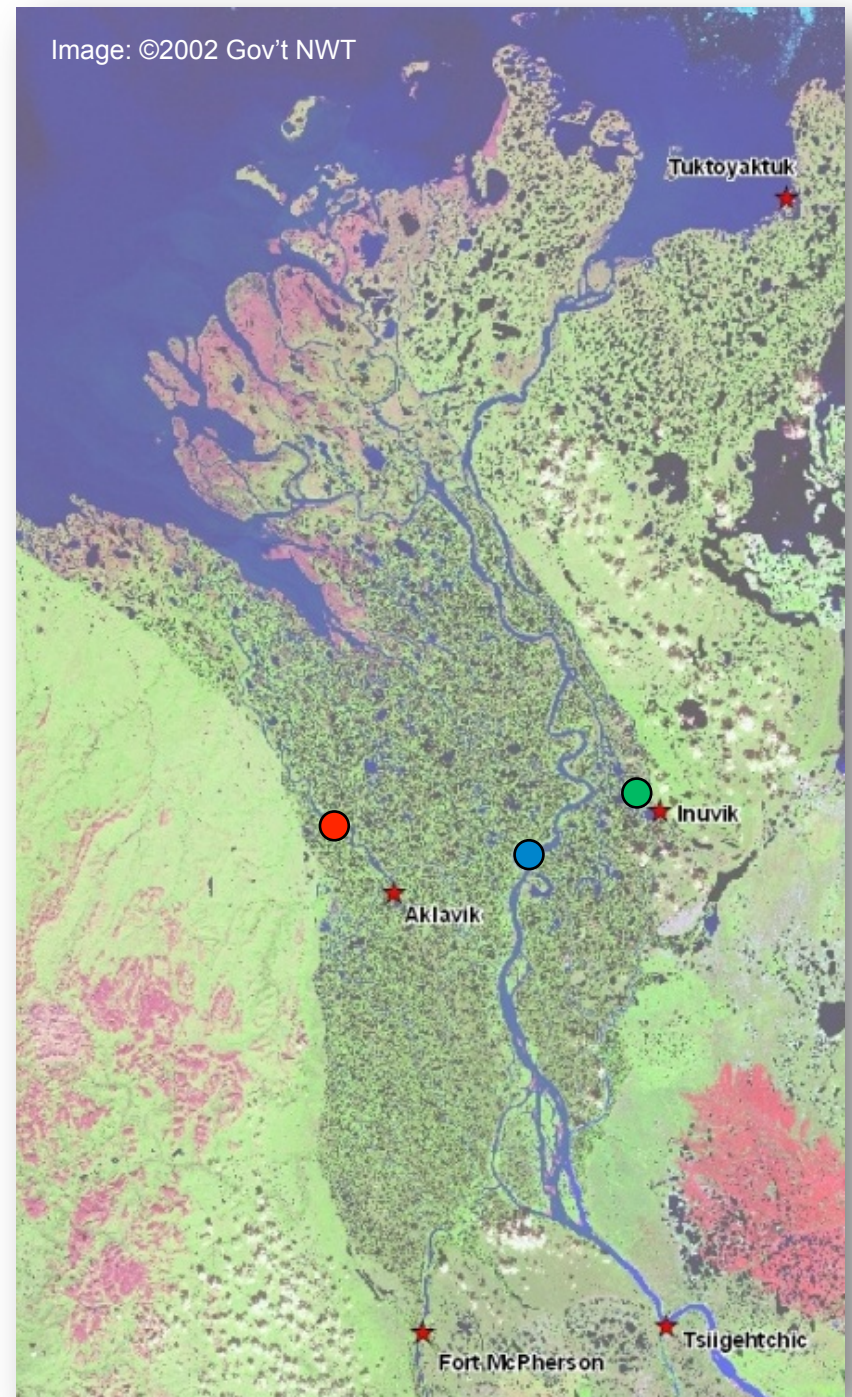 Image: ©2002 Gov’t NWT
Tuktoyaktuk
Inuvik
Aklavik
Tsiigehtchic
Fort McPherson